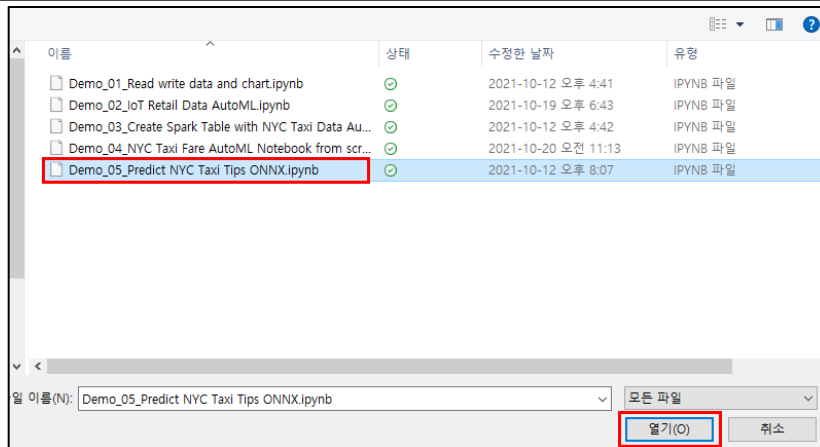 이름 상태 수정한 날짜 유형
Demo_01_Read write data and chart.ipynb 2021-10-12 오후 4:41 IPYNB 파일
Demo_02_IoT Retail Data AutoML.ipynb 2021-10-19 오후 6:43 IPYNB 파일
Demo_03_Create Spark Table with NYC Taxi Data Au... 2021-10-12 오후 4:42 IPYNB 파일
Demo_04_NYC Taxi Fare AutoML Notebook from scr... 2021-10-20 오전 11:13 IPYNB 파일
Demo_05_Predict NYC Taxi Tips ONNX.ipynb 2021-10-12 오후 8:07 IPYNB 파일
일 이름(N): Demo_05_Predict NYC Taxi Tips ONNX.ipynb 모든 파일
열기(O) 취소